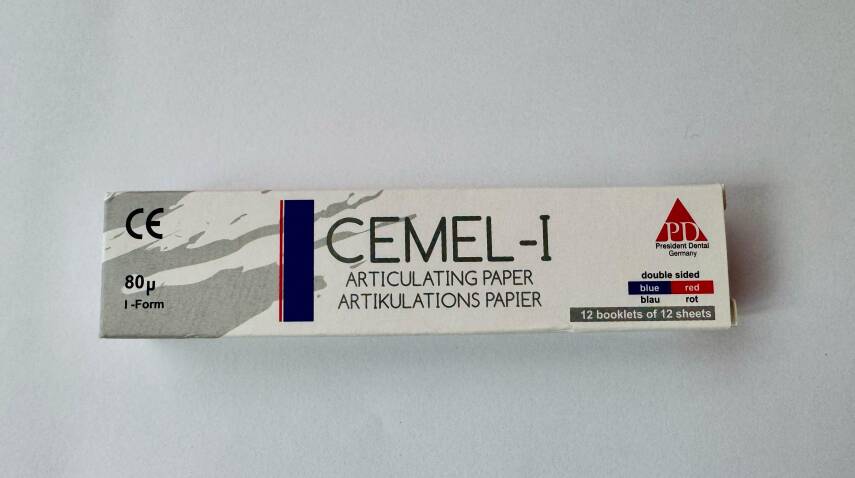 CE
80µ
I -Form
CEMEL-I
ARTICULATING PAPER
ARTIKULATIONS PAPIER
PD
President Dental
Germany
double sided
blue red
blau rot
12 booklets of 12 sheets